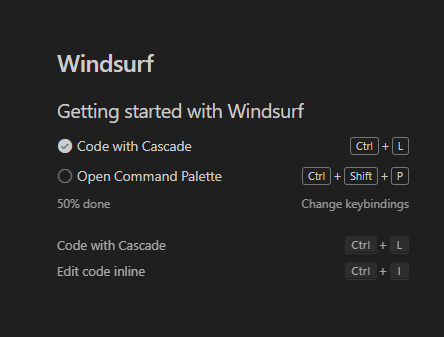 Windsurf
Getting started with Windsurf
Code with Cascade Ctrl + L
Open Command Palette Ctrl + Shift + P
50% done Change keybindings
Code with Cascade Ctrl + L
Edit code inline Ctrl + I